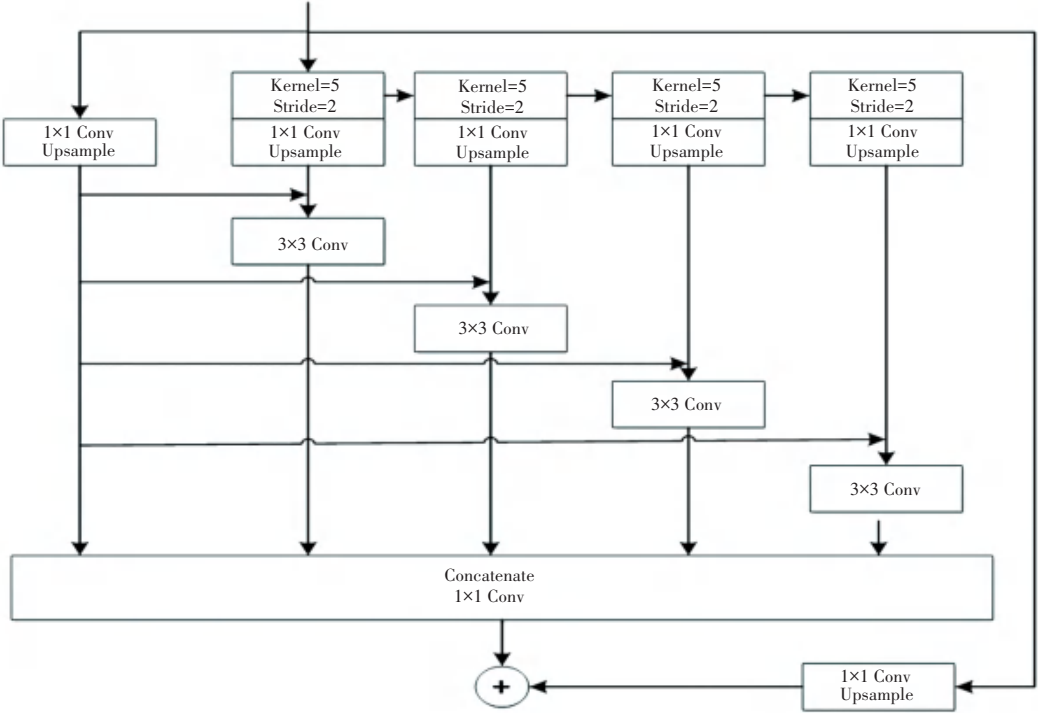 Kernel=5
Stride=2
1×1 Conv
Upsample
Kernel=5
Stride=2
1×1 Conv
Upsample
Kernel=5
Stride=2
1×1 Conv
Upsample
Kernel=5
Stride=2
1×1 Conv
Upsample
1×1 Conv
Upsample
3×3 Conv
3×3 Conv
3×3 Conv
3×3 Conv
Concatenate
1×1 Conv
+
1×1 Conv
Upsample